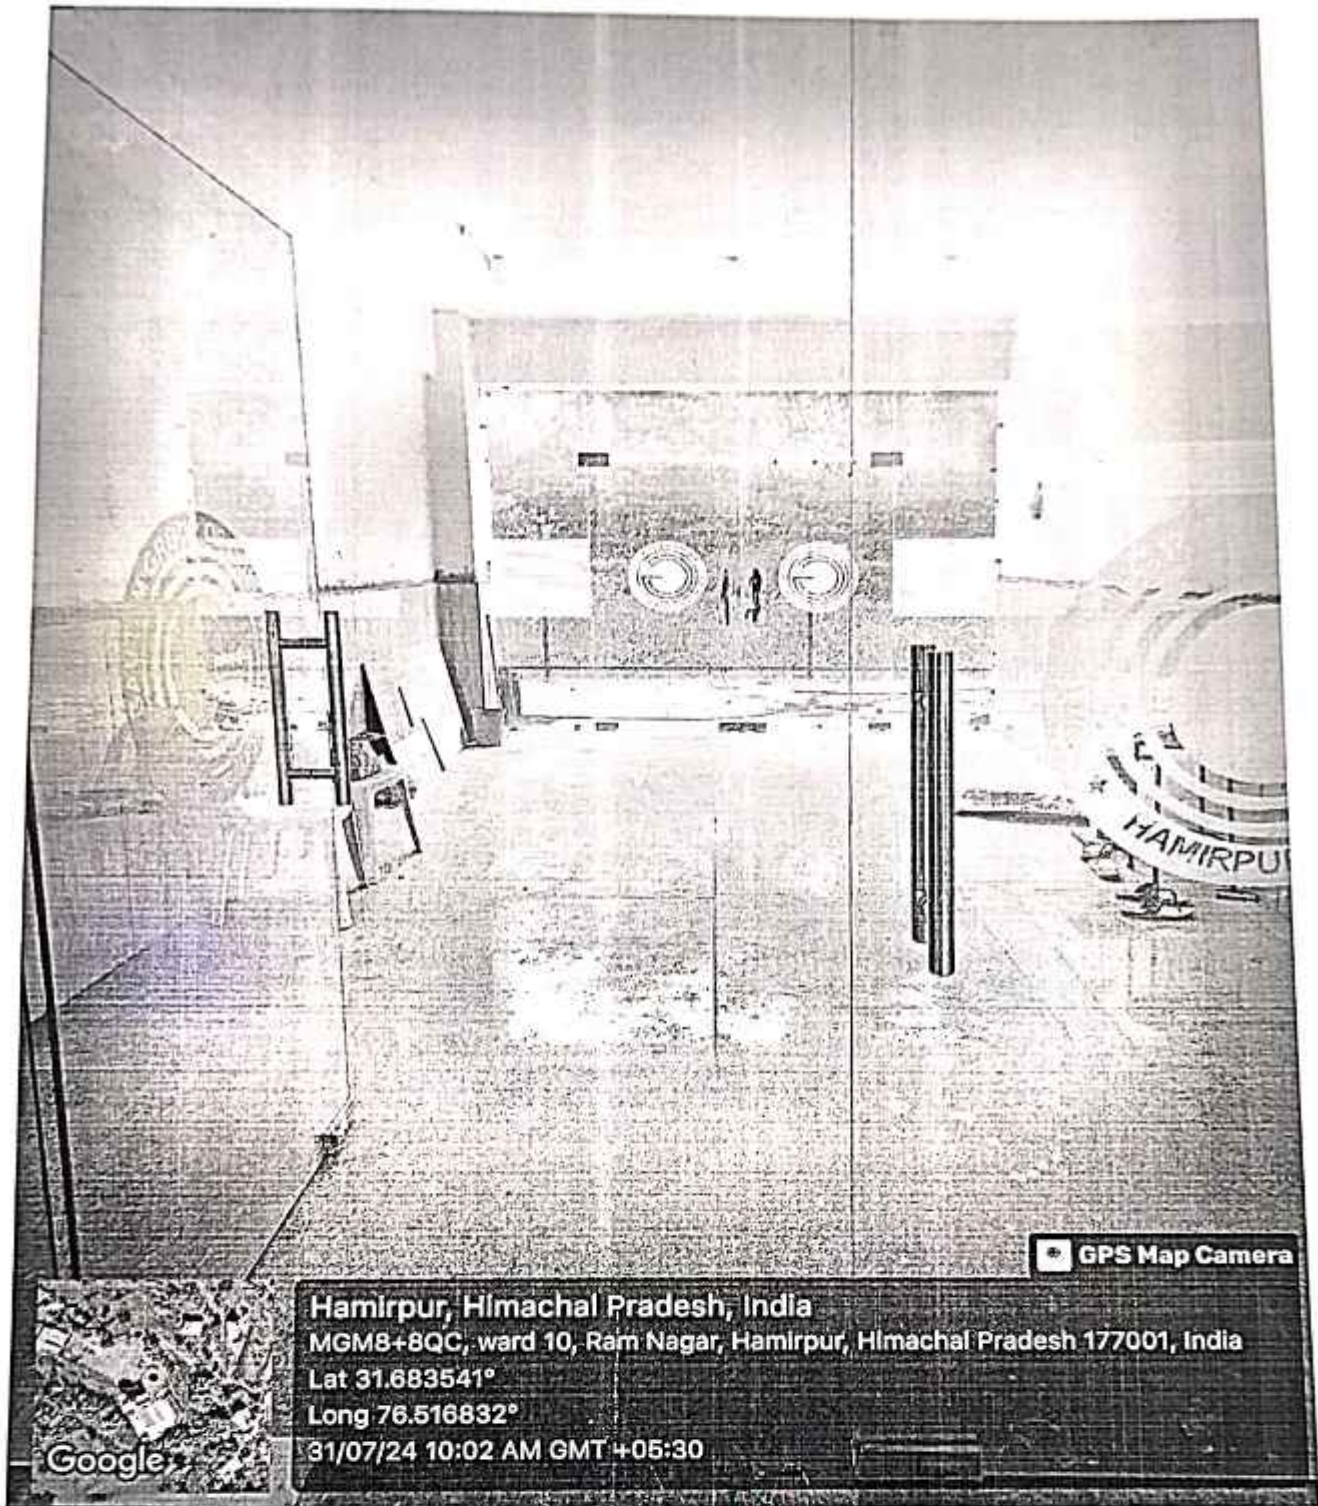 HAMIRPU
GPS Map Camera
Hamirpur, Himachal Pradesh, India
MGM8+8QC, ward 10, Ram Nagar, Hamirpur, Himachal Pradesh 177001, India
Lat 31.683541°
Long 76.516832°
31/07/24 10:02 AM GMT +05:30
Google